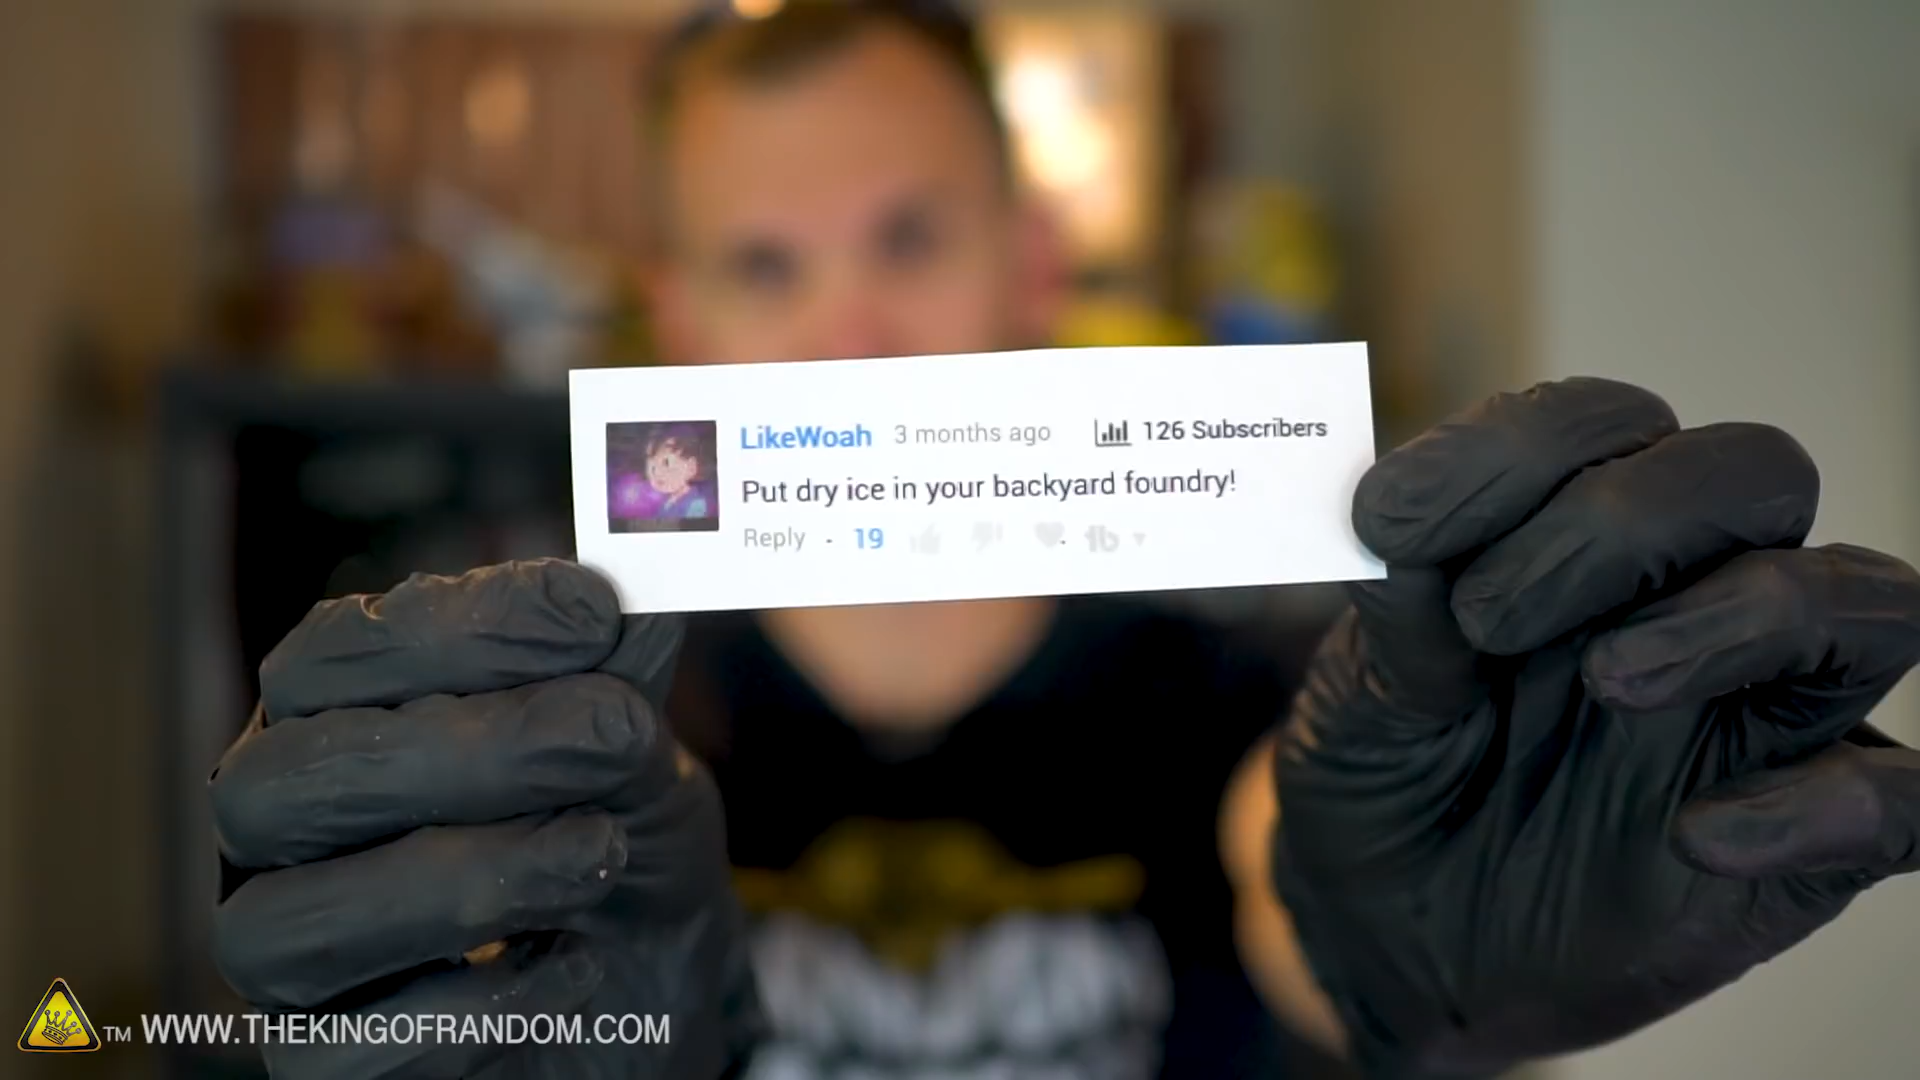 LikeWoah 3 months ago 126 Subscribers
Put dry ice in your backyard foundry!
Reply · 19
TM WWW.THEKINGOFRANDOM.COM